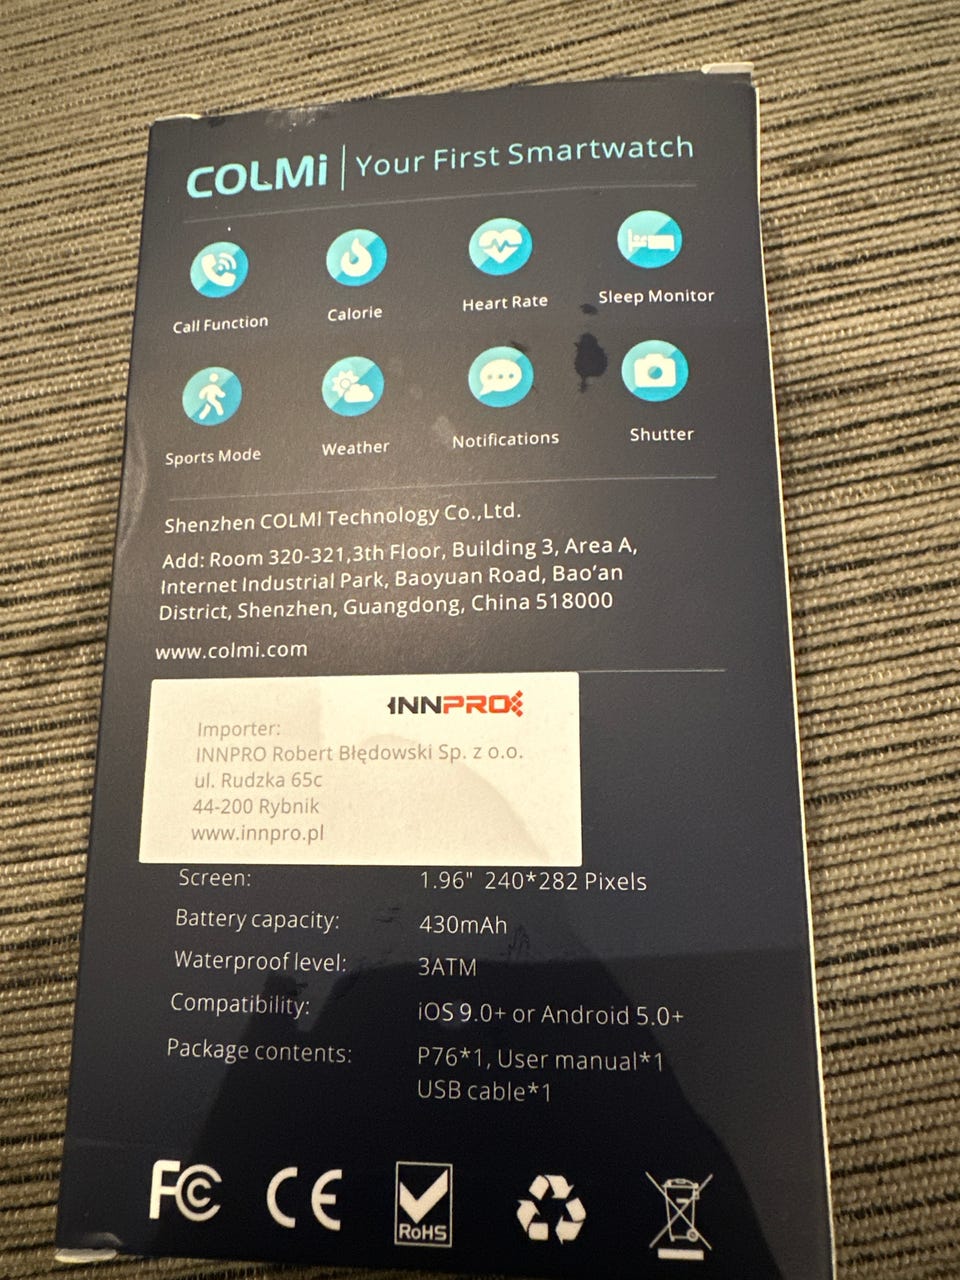 COLMi | Your First Smartwatch
Call Function
Calorie
Heart Rate
Sleep Monitor
Sports Mode
Weather
Notifications
Shutter
Shenzhen COLMI Technology Co.,Ltd.
Add: Room 320-321,3th Floor, Building 3, Area A,
Internet Industrial Park, Baoyuan Road, Bao'an
District, Shenzhen, Guangdong, China 518000
www.colmi.com
INNPRO
Importer:
INNPRO Robert Błędowski Sp. z o.o.
ul. Rudzka 65c
44-200 Rybnik
www.innpro.pl
Screen: 1.96" 240*282 Pixels
Battery capacity: 430mAh
Waterproof level: 3ATM
Compatibility: iOS 9.0+ or Android 5.0+
Package contents: P76*1, User manual*1
USB cable*1
FC CE RoHS